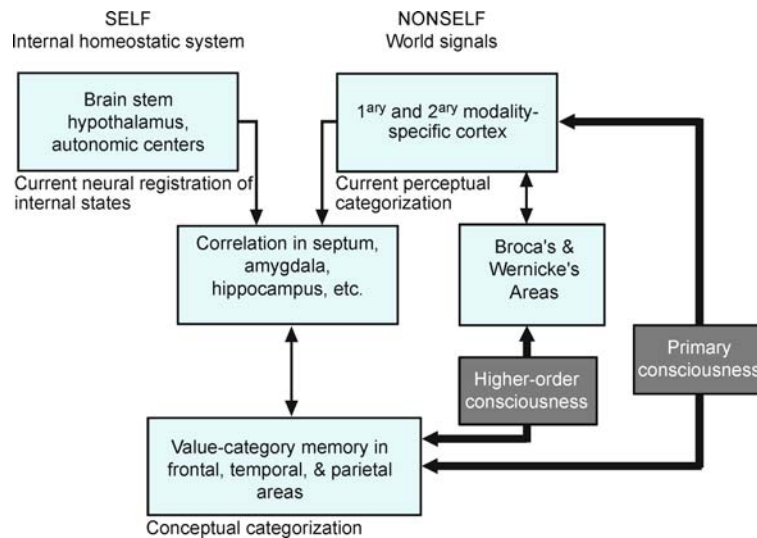 SELF
Internal homeostatic system
NONSELF
World signals
Brain stem
hypothalamus,
autonomic centers
1ary and 2ary modality-
specific cortex
Current neural registration of
internal states
Current perceptual
categorization
Correlation in septum,
amygdala,
hippocampus, etc.
Broca's &
Wernicke's
Areas
Primary
consciousness
Higher-order
consciousness
Value-category memory in
frontal, temporal, & parietal
areas
Conceptual categorization